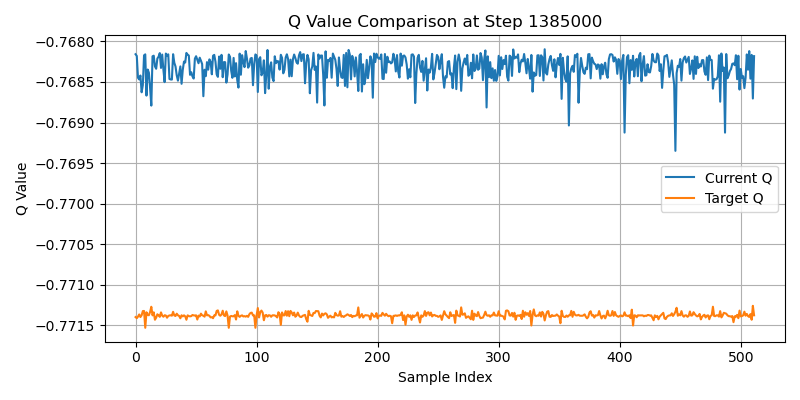 Q Value Comparison at Step 1385000
−0.7680
−0.7685
−0.7690
−0.7695
−0.7700
−0.7705
−0.7710
−0.7715
Q Value
Current Q
Target Q
0 100 200 300 400 500
Sample Index